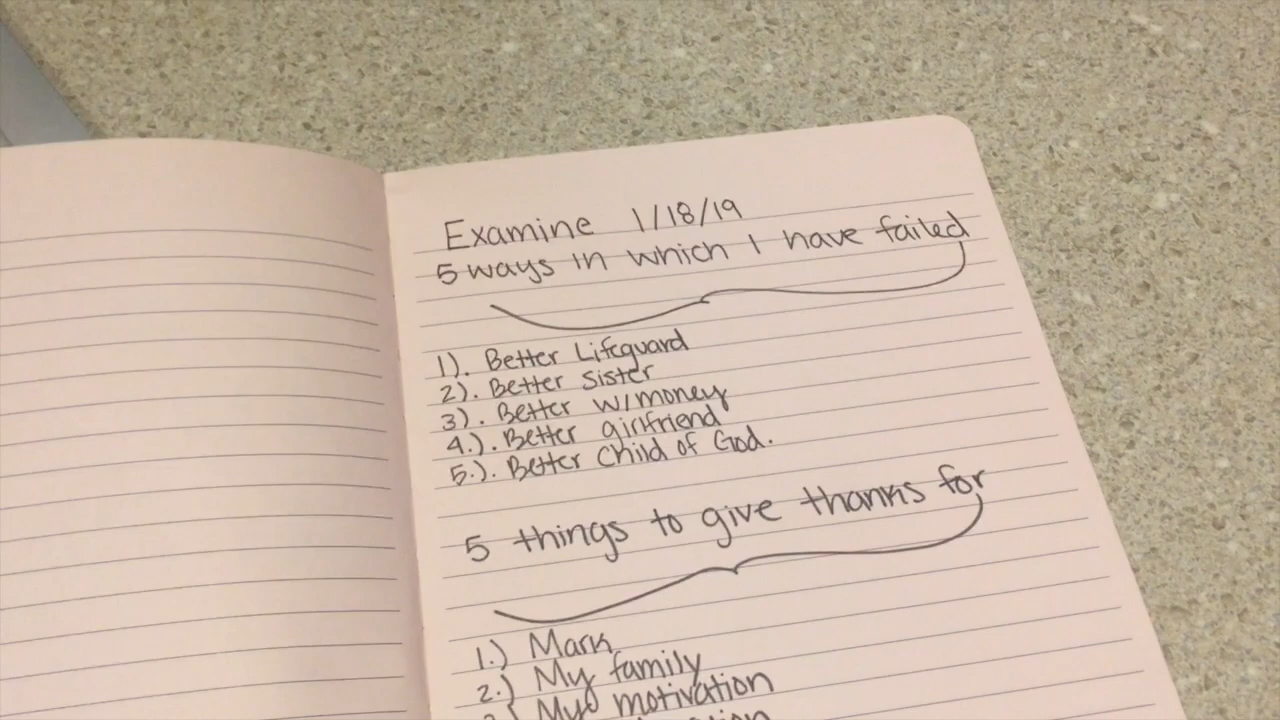 Examine 1/18/19
5 ways in which I have failed
1). Better Lifeguard
2). Better Sister
3). Better w/money
4.). Better girlfriend
5.). Better Child of God.
5 things to give thanks for
1.) Mark
2.) My family
My motivation